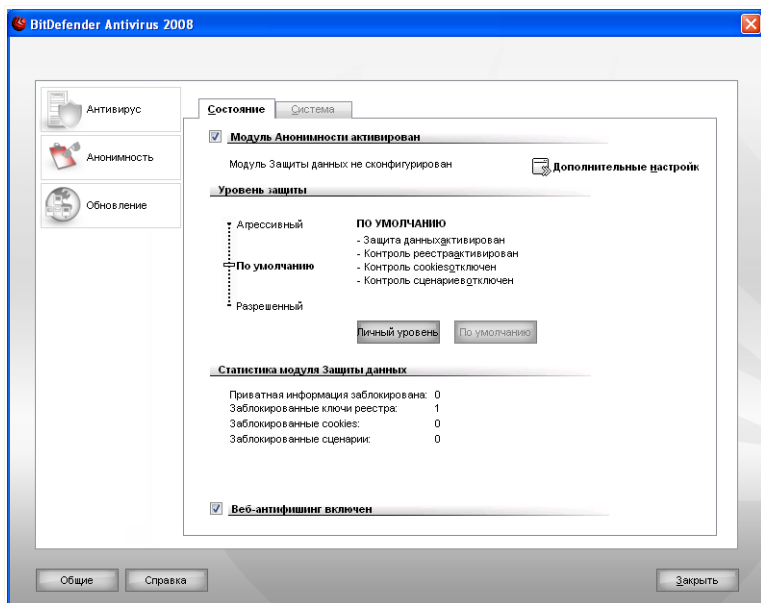 BitDefender Antivirus 2008
Антивирус
Анонимность
Обновление
Состояние
Система
Модуль Анонимности активирован
Модуль Защиты данных не сконфигурирован
Дополнительные настройк
Уровень защиты
Агрессивный
По умолчанию
Разрешенный
ПО УМОЛЧАНИЮ
- Защита данныхактивирован
- Контроль реестраактивирован
- Контроль cookiesотключен
- Контроль сценариевотключен
Личный уровень
По умолчанию
Статистика модуля Защиты данных
Приватная информация заблокирована: 0
Заблокированные ключи реестра: 1
Заблокированные cookies: 0
Заблокированные сценарии: 0
Веб-антифишинг включен
Общие
Справка
Закрыть